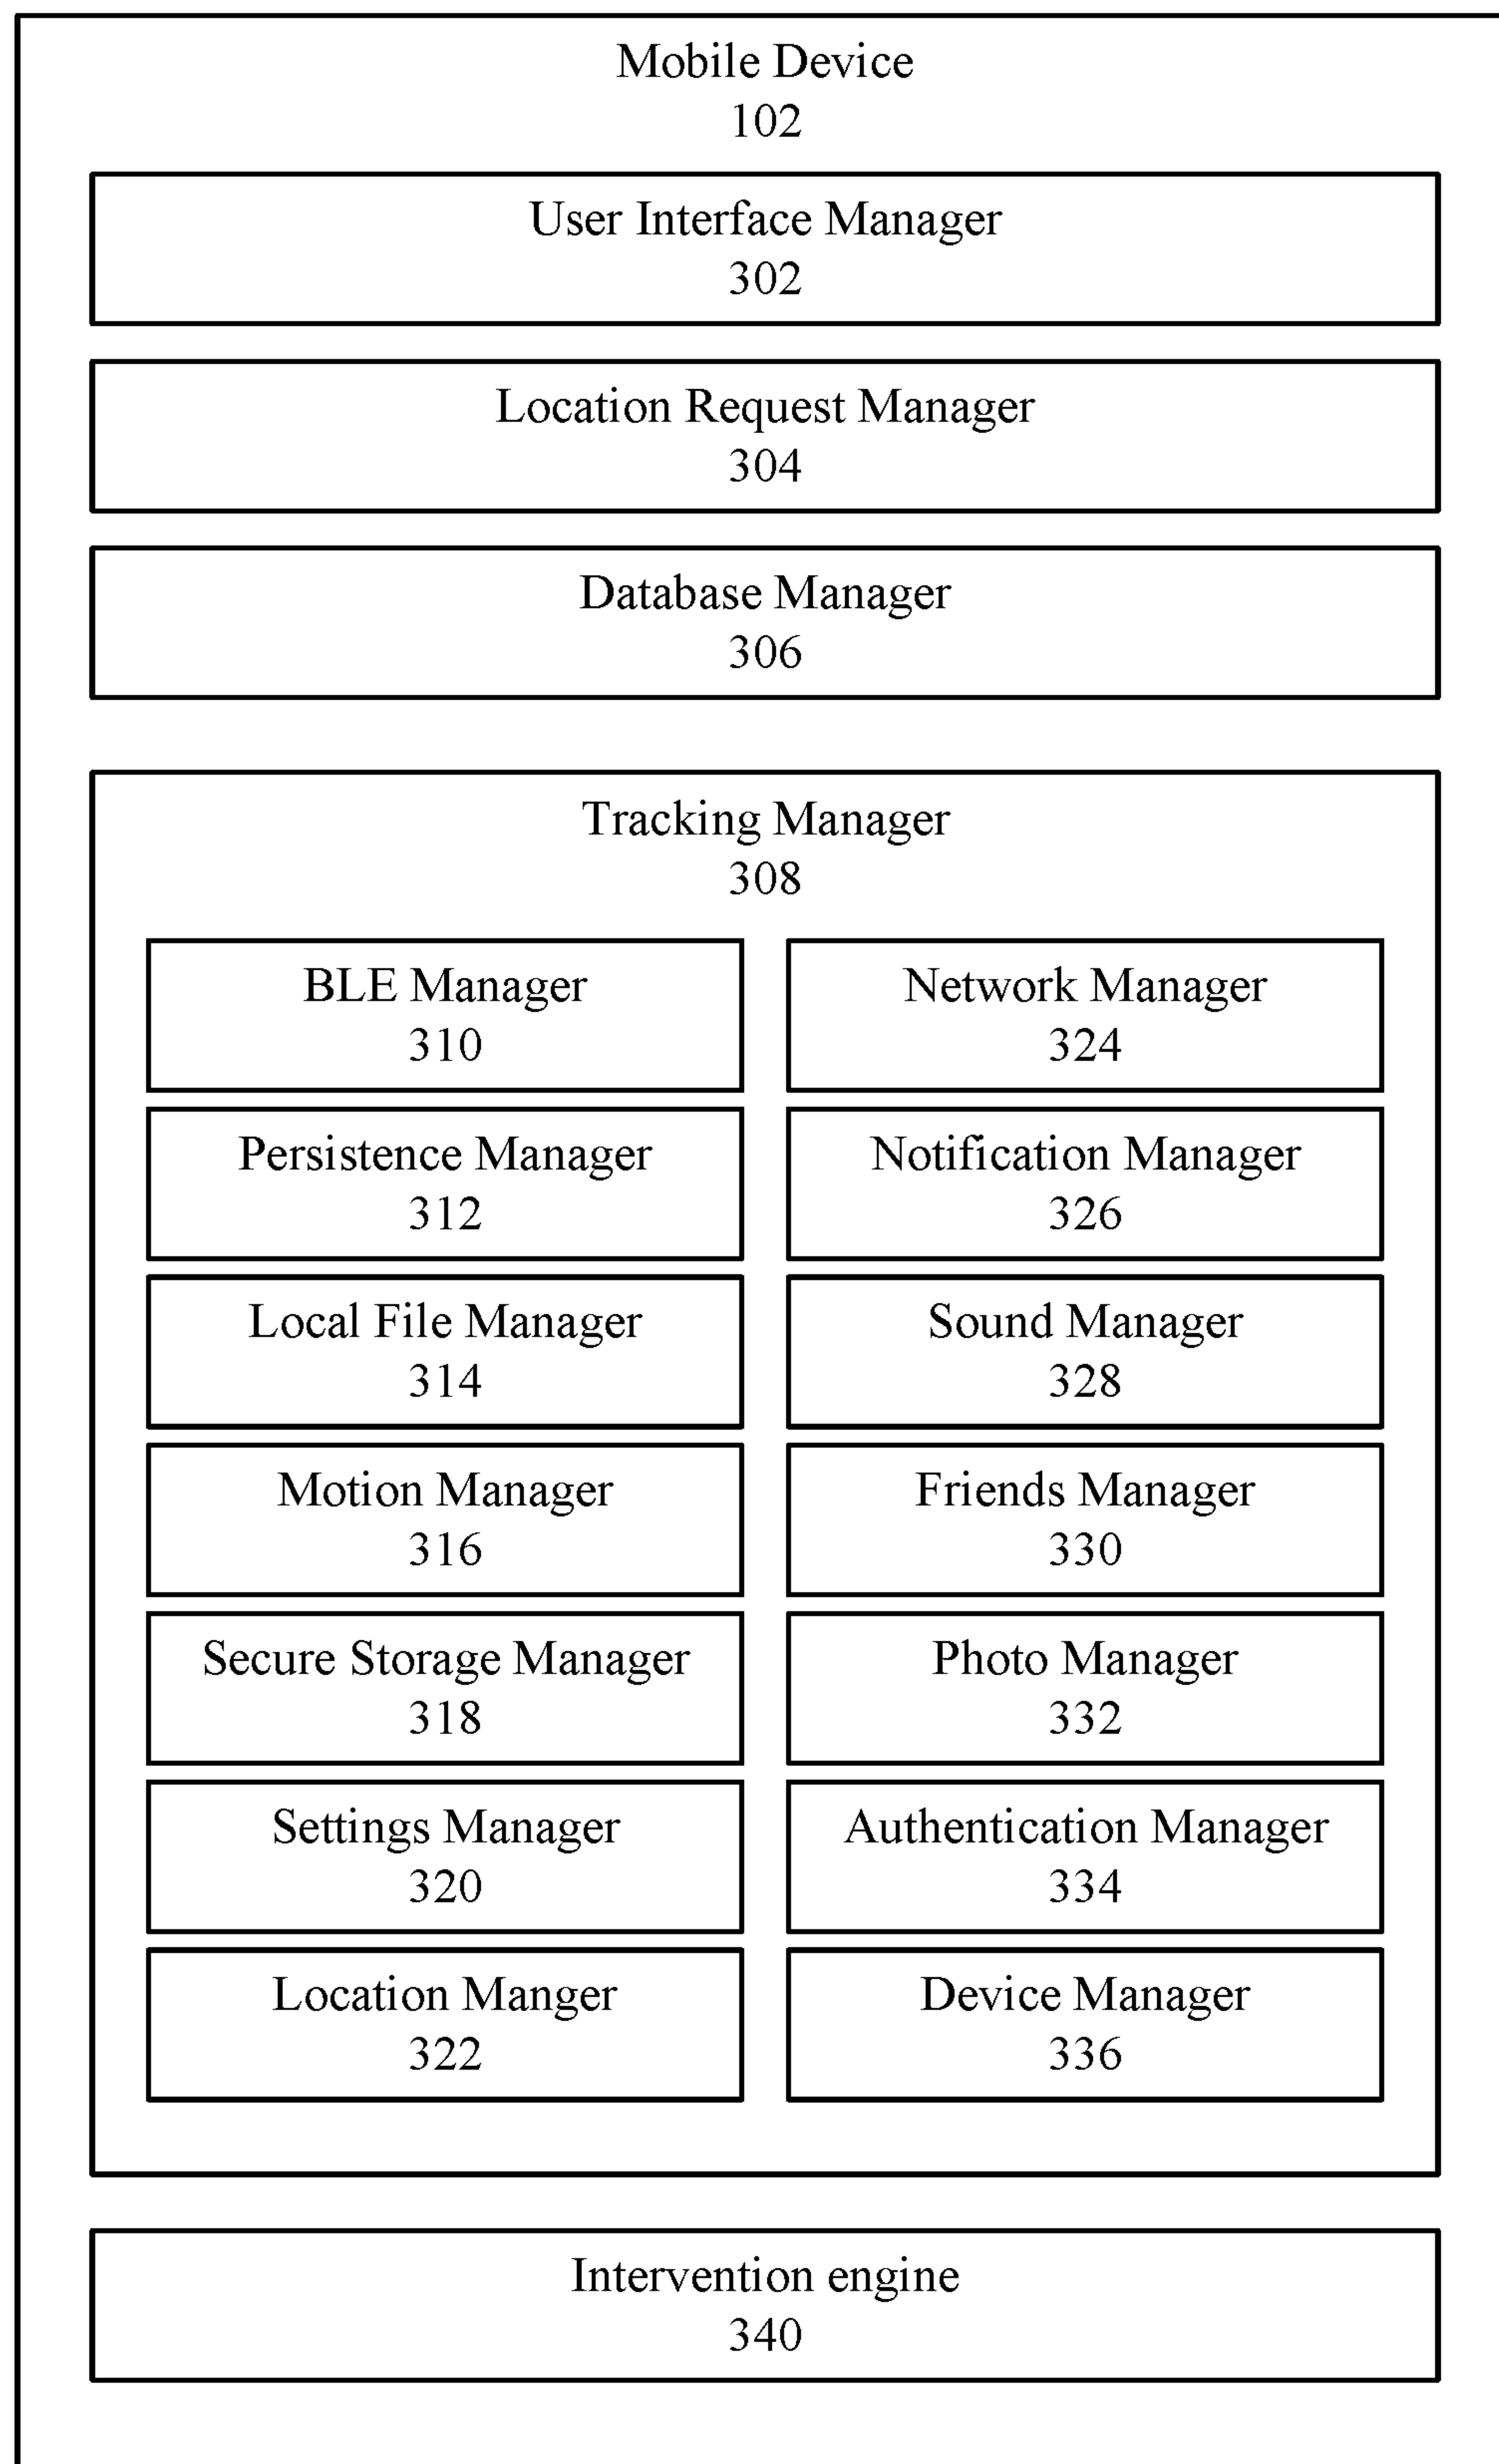 Mobile Device
102
User Interface Manager
302
Location Request Manager
304
Database Manager
306
Tracking Manager
308
BLE Manager
310
Network Manager
324
Persistence Manager
312
Notification Manager
326
Local File Manager
314
Sound Manager
328
Motion Manager
316
Friends Manager
330
Secure Storage Manager
318
Photo Manager
332
Settings Manager
320
Authentication Manager
334
Location Manger
322
Device Manager
336
Intervention engine
340